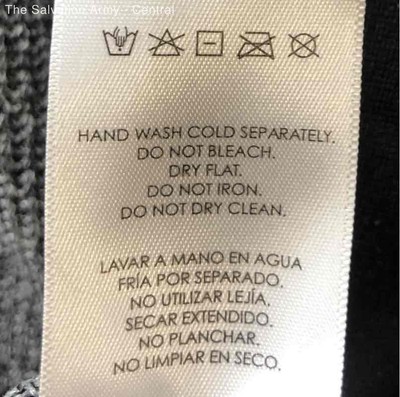 The Salvation Army - Central
HAND WASH COLD SEPARATELY.
DO NOT BLEACH.
DRY FLAT.
DO NOT IRON.
DO NOT DRY CLEAN.
LAVAR A MANO EN AGUA
FRÍA POR SEPARADO.
NO UTILIZAR LEJÍA.
SECAR EXTENDIDO.
NO PLANCHAR.
NO LIMPIAR EN SECO.